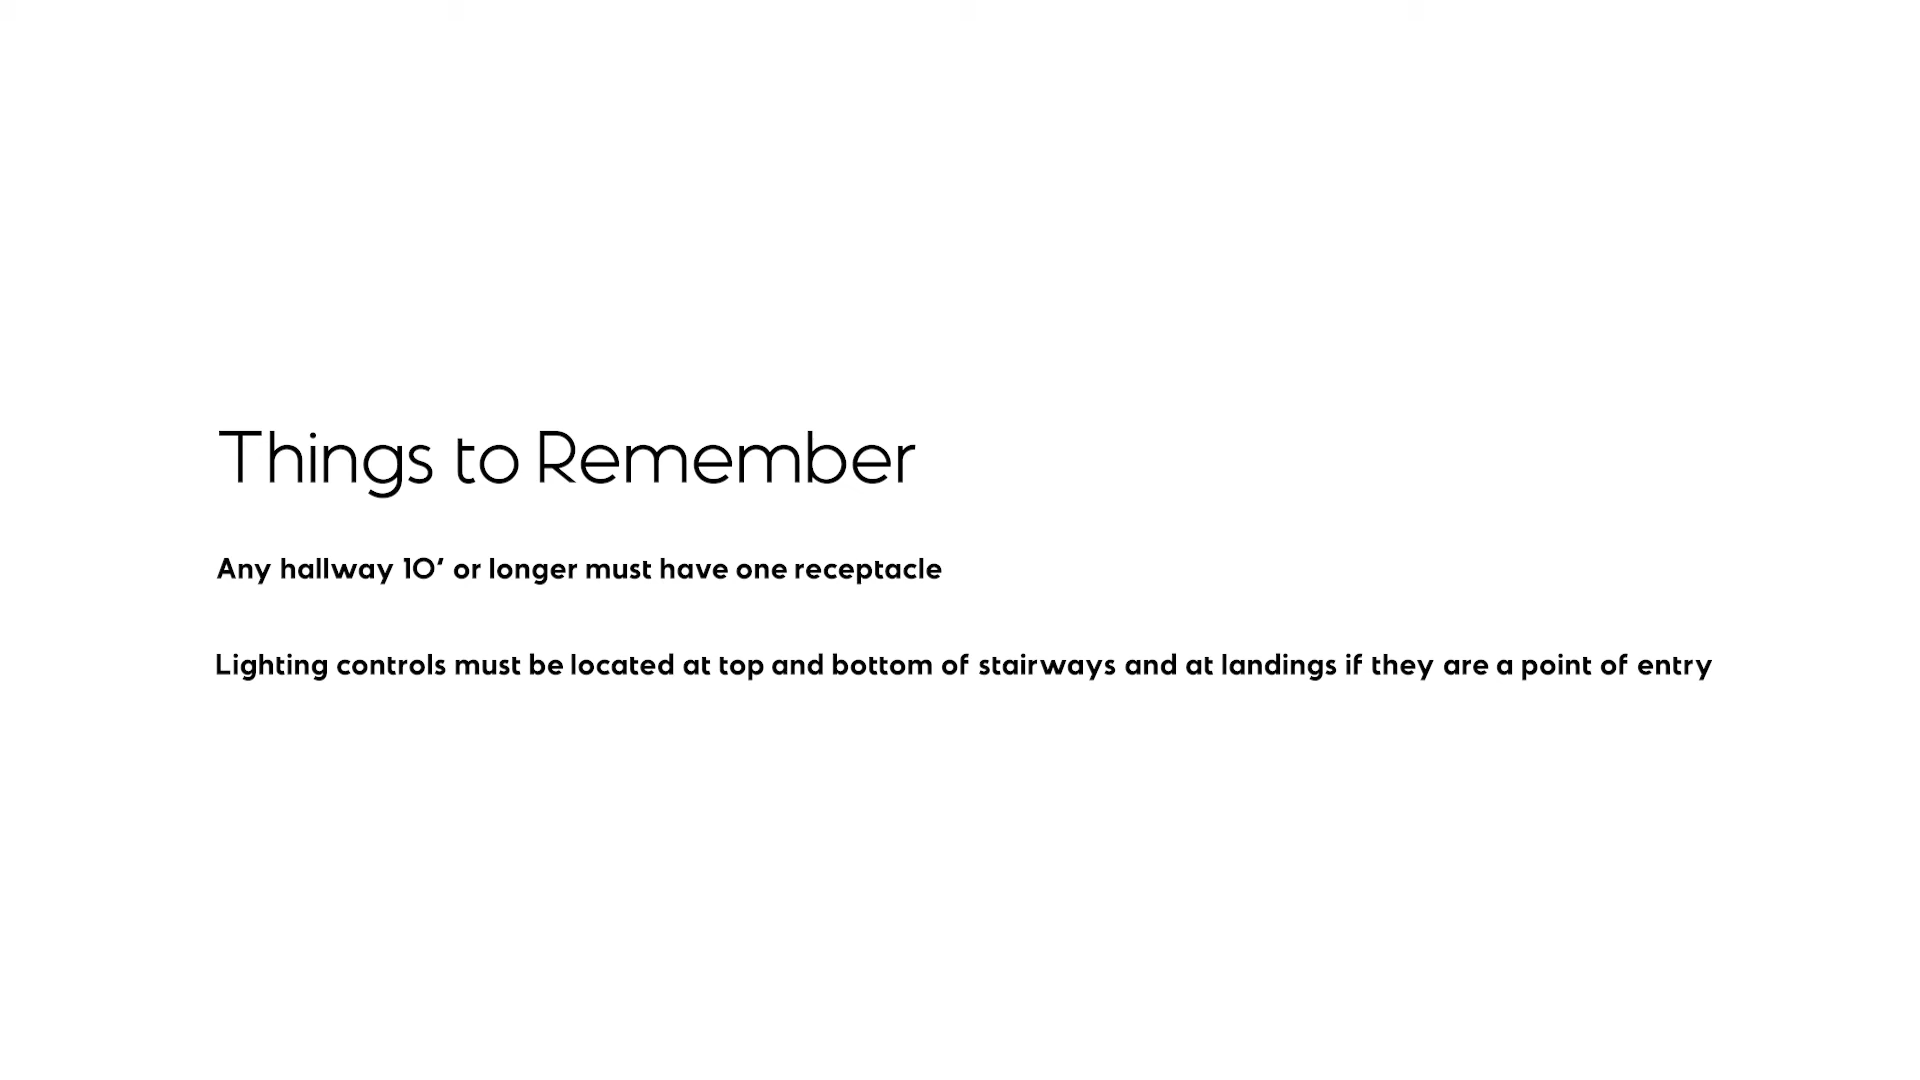 Things to Remember
Any hallway 10’ or longer must have one receptacle
Lighting controls must be located at top and bottom of stairways and at landings if they are a point of entry